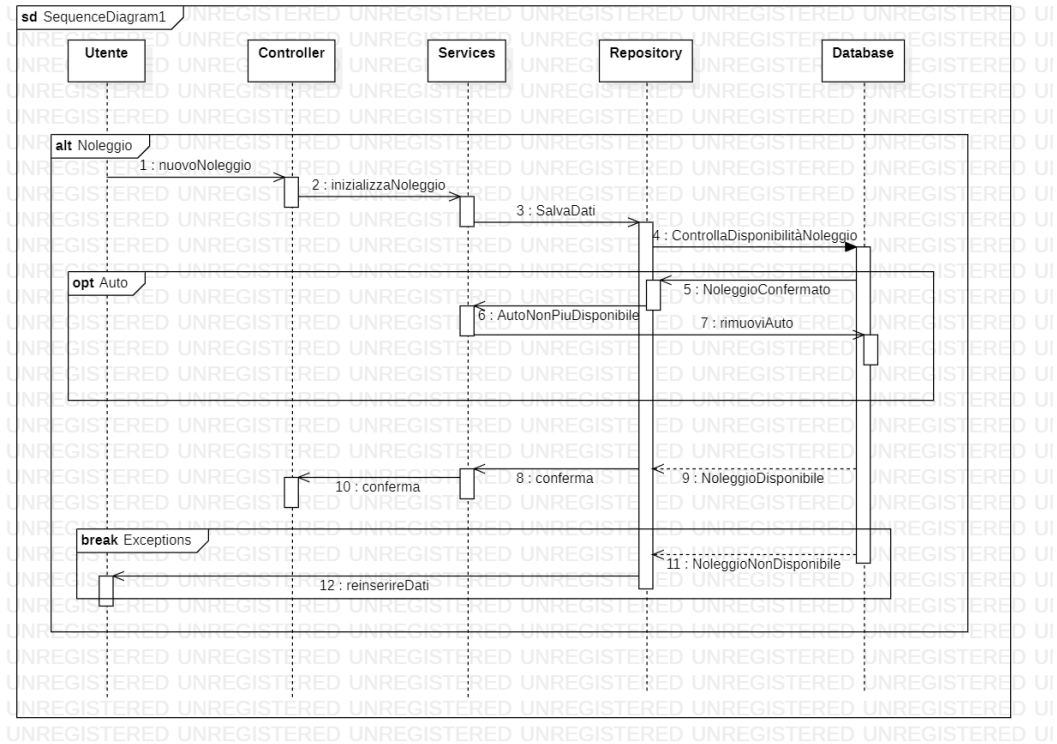 sd SequenceDiagram1
Utente
Controller
Services
Repository
Database
alt Noleggio
1 : nuovoNoleggio
2 : inizializzaNoleggio
3 : SalvaDati
4 : ControllaDisponibilitàNoleggio
opt Auto
5 : NoleggioConfermato
6 : AutoNonPiuDisponibile
7 : rimuoviAuto
8 : conferma
9 : NoleggioDisponibile
10 : conferma
break Exceptions
11 : NoleggioNonDisponibile
12 : reinserireDati
UNREGISTERED